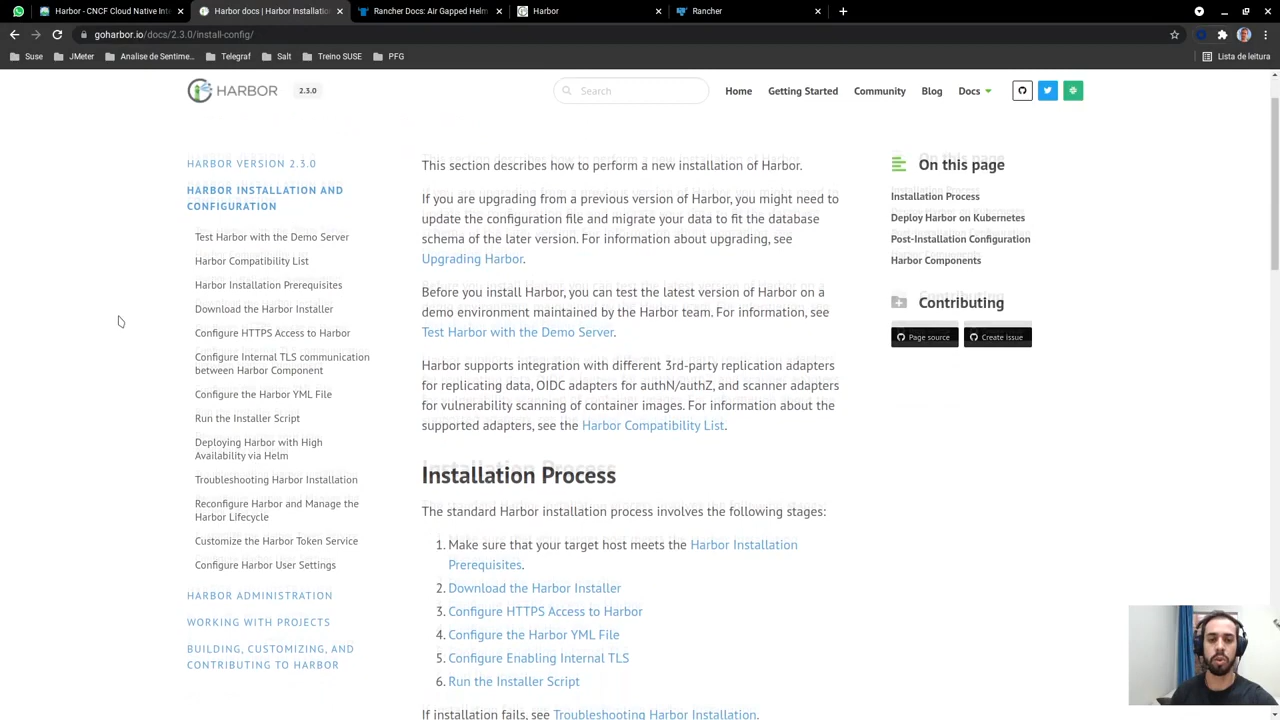 Harbor - CNCF Cloud Native Inte
Harbor docs | Harbor Installatio
Rancher Docs: Air Gapped Helm
Harbor
Rancher
goharbor.io/docs/2.3.0/install-config/
Suse
JMeter
Analise de Sentime...
Telegraf
Salt
Treino SUSE
PFG
Lista de leitura
HARBOR
2.3.0
Search
Home
Getting Started
Community
Blog
Docs
HARBOR VERSION 2.3.0
HARBOR INSTALLATION AND
CONFIGURATION
Test Harbor with the Demo Server
Harbor Compatibility List
Harbor Installation Prerequisites
Download the Harbor Installer
Configure HTTPS Access to Harbor
Configure Internal TLS communication
between Harbor Component
Configure the Harbor YML File
Run the Installer Script
Deploying Harbor with High
Availability via Helm
Troubleshooting Harbor Installation
Reconfigure Harbor and Manage the
Harbor Lifecycle
Customize the Harbor Token Service
Configure Harbor User Settings
HARBOR ADMINISTRATION
WORKING WITH PROJECTS
BUILDING, CUSTOMIZING, AND
CONTRIBUTING TO HARBOR
This section describes how to perform a new installation of Harbor.
If you are upgrading from a previous version of Harbor, you might need to
update the configuration file and migrate your data to fit the database
schema of the later version. For information about upgrading, see
Upgrading Harbor.
Before you install Harbor, you can test the latest version of Harbor on a
demo environment maintained by the Harbor team. For information, see
Test Harbor with the Demo Server.
Harbor supports integration with different 3rd-party replication adapters
for replicating data, OIDC adapters for authN/authZ, and scanner adapters
for vulnerability scanning of container images. For information about the
supported adapters, see the Harbor Compatibility List.
Installation Process
The standard Harbor installation process involves the following stages:
1. Make sure that your target host meets the Harbor Installation
Prerequisites.
2. Download the Harbor Installer
3. Configure HTTPS Access to Harbor
4. Configure the Harbor YML File
5. Configure Enabling Internal TLS
6. Run the Installer Script
If installation fails, see Troubleshooting Harbor Installation.
On this page
Installation Process
Deploy Harbor on Kubernetes
Post-Installation Configuration
Harbor Components
Contributing
Page source
Create Issue